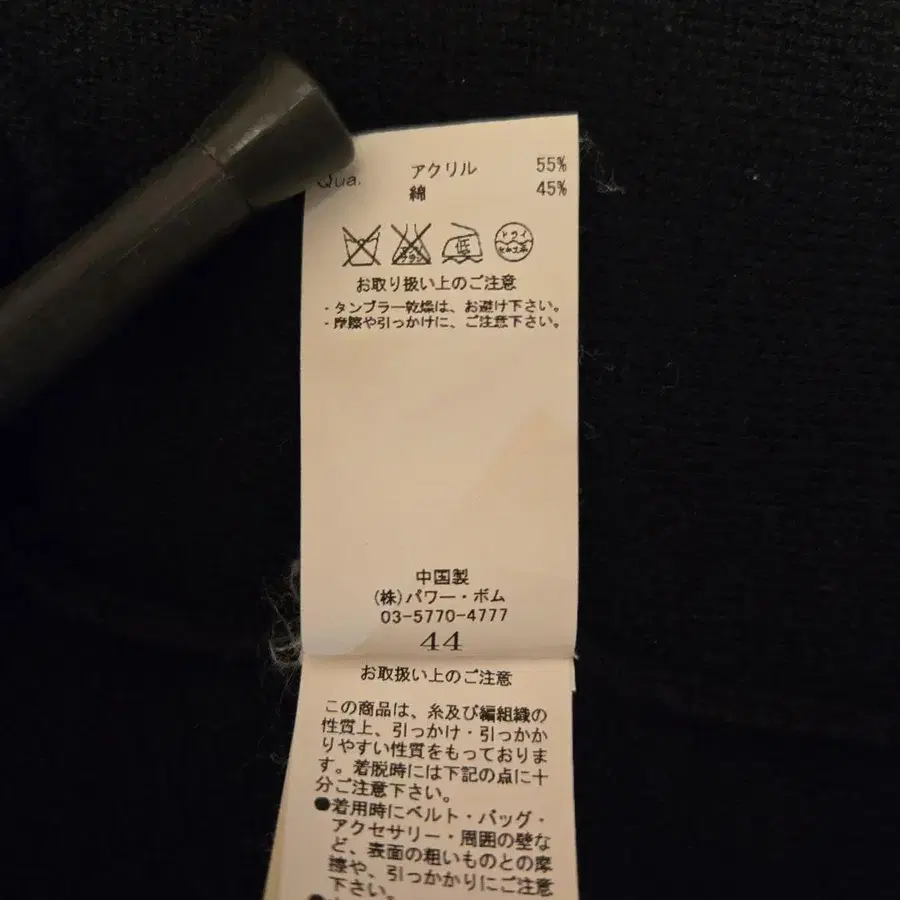 Qua. アクリル 55%
綿 45%
低
ドライ
お取り扱い上のご注意
・タンブラー乾燥は、お避け下さい。
・摩擦や引っかけに、ご注意下さい。
中国製
(株)パワー・ボム
03-5770-4777
44
お取扱い上のご注意
この商品は、糸及び編組織の
性質上、引っかけ・引っかか
りやすい性質をもっておりま
す。着脱時には下記の点に十
分ご注意下さい。
●着用時にベルト・バッグ・
アクセサリー・周囲の壁な
ど、表面の粗いものとの摩
擦や、引っかかりにご注意
下さい。